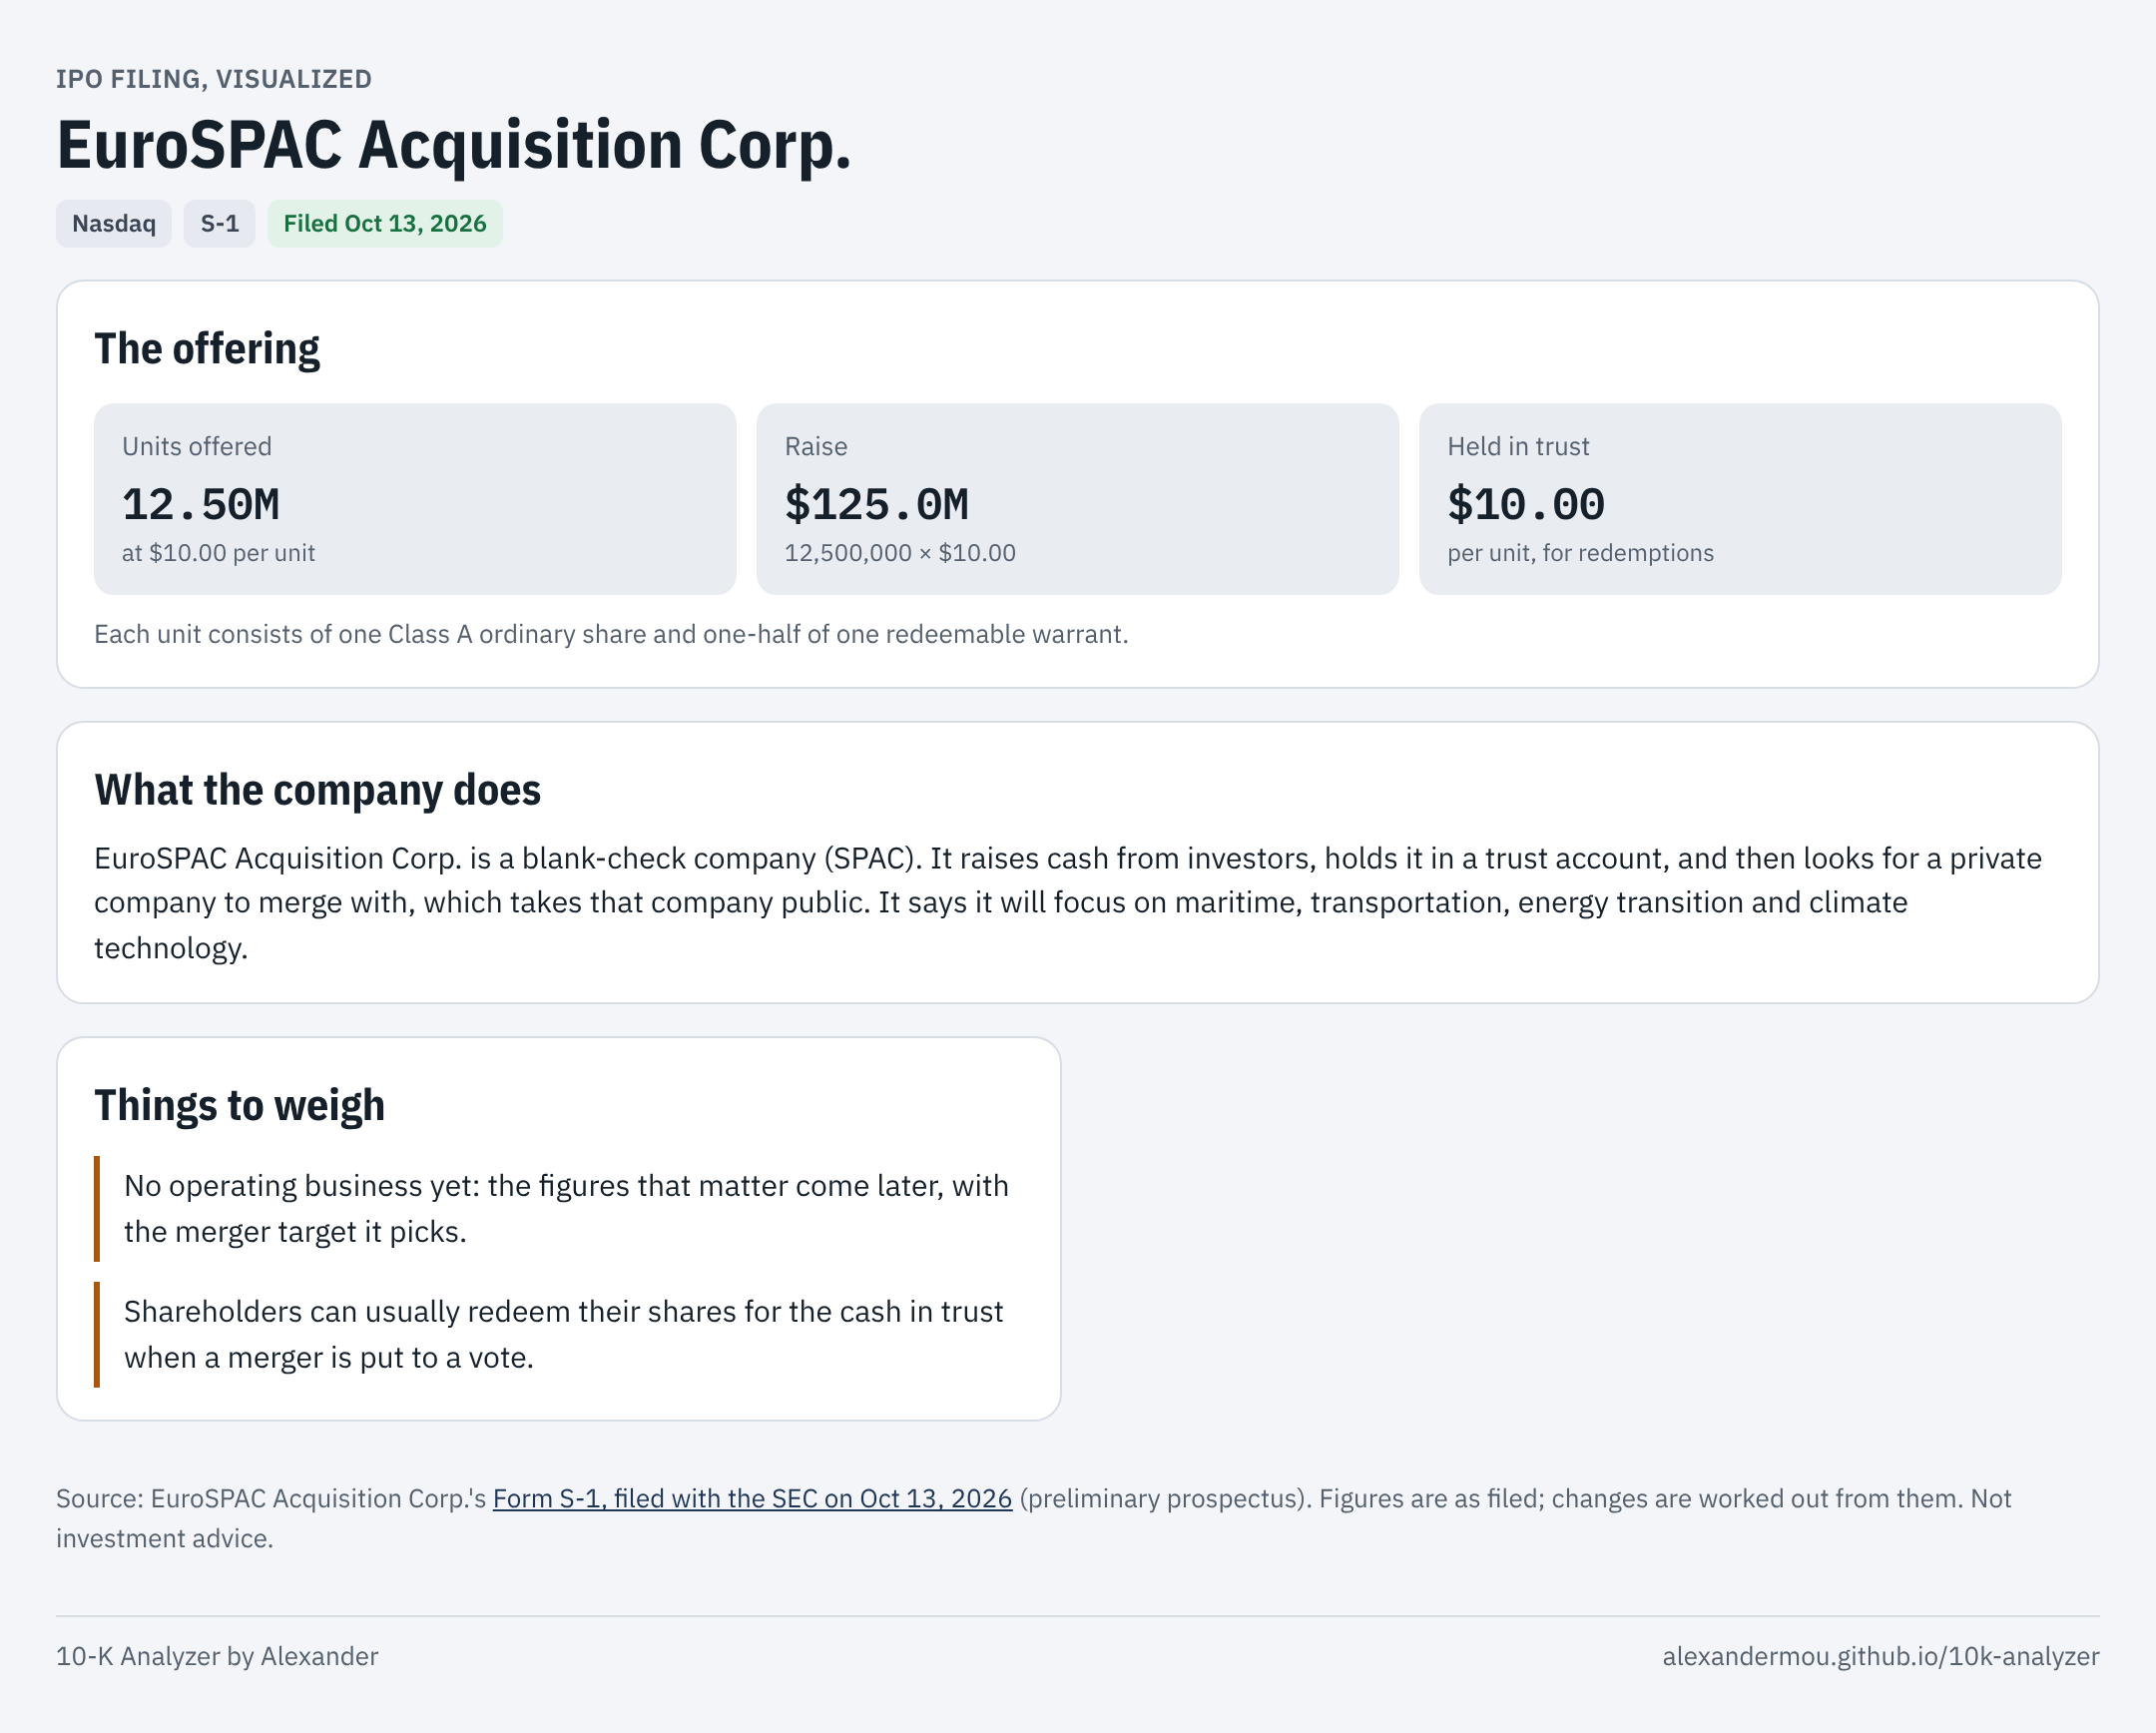 IPO FILING, VISUALIZED
EuroSPAC Acquisition Corp.
Nasdaq S-1 Filed Oct 13, 2026
The offering
Units offered Raise Held in trust
12.50M $125.0M $10.00
at $10.00 per unit 12,500,000 × $10.00 per unit, for redemptions
Each unit consists of one Class A ordinary share and one-half of one redeemable warrant.
What the company does
EuroSPAC Acquisition Corp. is a blank-check company (SPAC). It raises cash from investors, holds it in a trust account, and then looks for a private
company to merge with, which takes that company public. It says it will focus on maritime, transportation, energy transition and climate
technology.
Things to weigh
No operating business yet: the figures that matter come later, with
the merger target it picks.
Shareholders can usually redeem their shares for the cash in trust
when a merger is put to a vote.
Source: EuroSPAC Acquisition Corp.'s Form S-1, filed with the SEC on Oct 13, 2026 (preliminary prospectus). Figures are as filed; changes are worked out from them. Not
investment advice.
10-K Analyzer by Alexander alexandermou.github.io/10k-analyzer